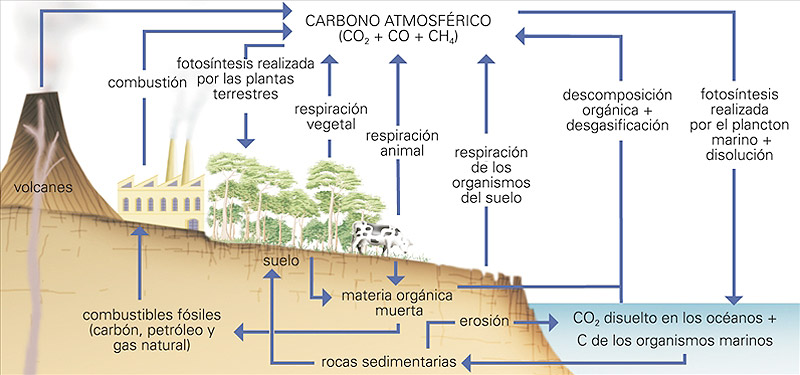 CARBONO ATMOSFÉRICO
(CO₂ + CO + CH₄)
combustión
fotosíntesis realizada
por las plantas
terrestres
respiración
vegetal
respiración
animal
respiración
de los
organismos
del suelo
descomposición
orgánica +
desgasificación
fotosíntesis
realizada
por el plancton
marino +
disolución
volcanes
suelo
materia orgánica
muerta
combustibles fósiles
(carbón, petróleo y
gas natural)
erosión
CO₂ disuelto en los océanos +
C de los organismos marinos
rocas sedimentarias